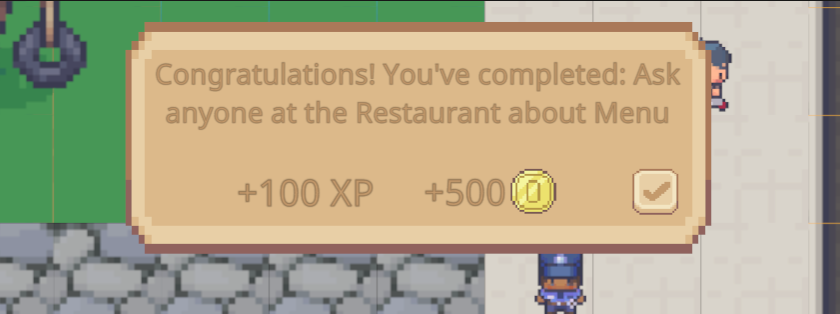 Congratulations! You've completed: Ask
anyone at the Restaurant about Menu
+100 XP +500